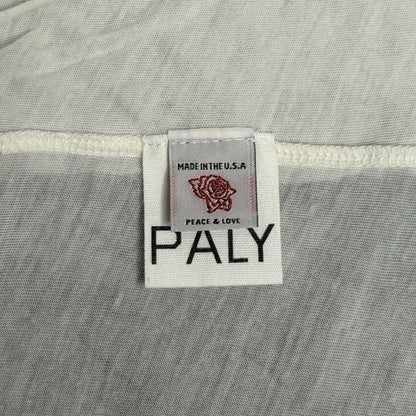 MADE IN THE U.S.A
PEACE & LOVE
PALY